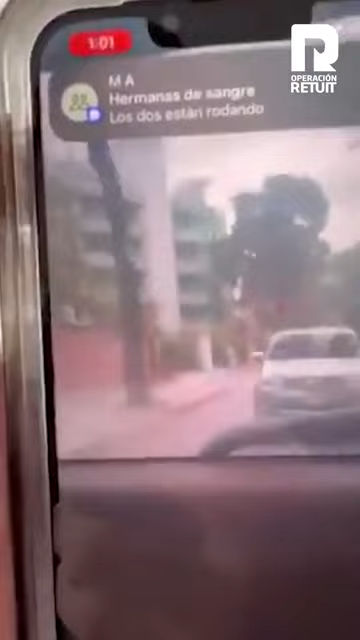 1:01
M A
Hermanas de sangre
Los dos están rodando
R
OPERACIÓN
RETUIT